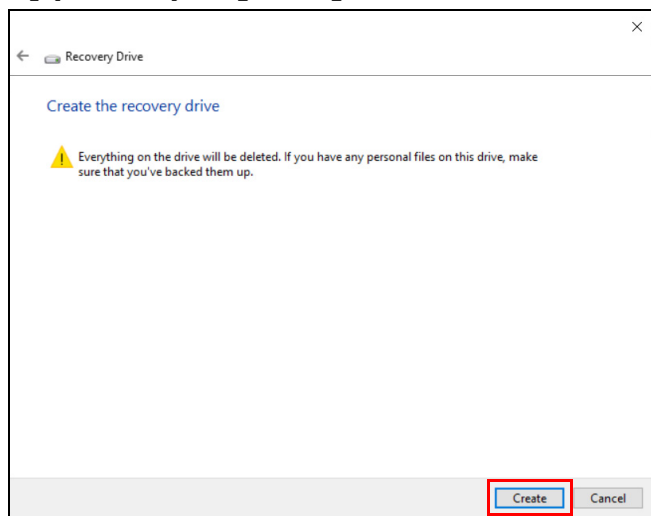 Recovery Drive
Create the recovery drive
Everything on the drive will be deleted. If you have any personal files on this drive, make
sure that you've backed them up.
Create Cancel